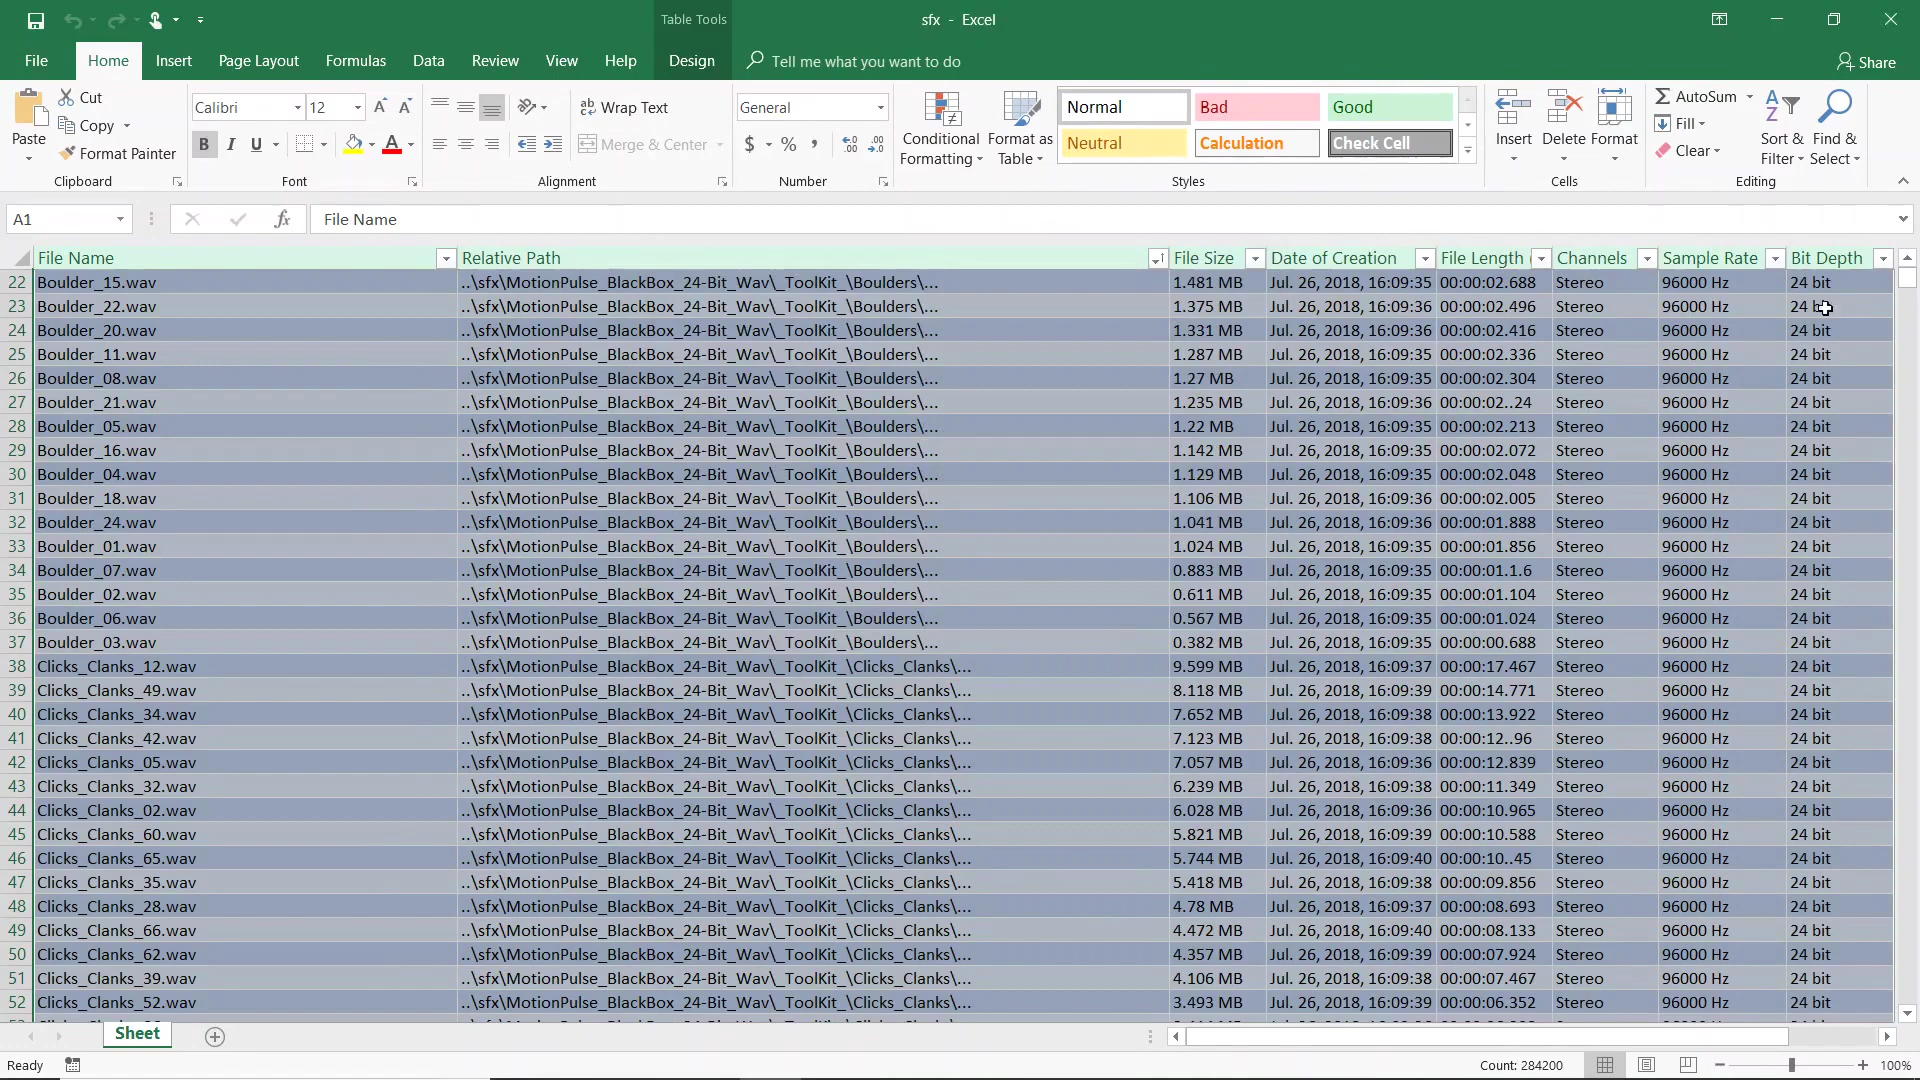 Table Tools
sfx - Excel
File Home Insert Page Layout Formulas Data Review View Help Design Tell me what you want to do Share
Paste Cut
Copy
Format Painter
Clipboard
Calibri 12
B I U A
Font
Wrap Text
Merge & Center
Alignment
General
$ % ,
Number
Conditional Formatting
Format as Table
Normal Bad Good
Neutral Calculation Check Cell
Styles
Insert Delete Format
Cells
AutoSum
Fill
Clear
Sort & Filter
Find & Select
Editing
A1 fx File Name
File Name Relative Path File Size Date of Creation File Length ( Channels Sample Rate Bit Depth
22 Boulder_15.wav ..\sfx\MotionPulse_BlackBox_24-Bit_Wav\_ToolKit_\Boulders\... 1.481 MB Jul. 26, 2018, 16:09:35 00:00:02.688 Stereo 96000 Hz 24 bit
23 Boulder_22.wav ..\sfx\MotionPulse_BlackBox_24-Bit_Wav\_ToolKit_\Boulders\... 1.375 MB Jul. 26, 2018, 16:09:36 00:00:02.496 Stereo 96000 Hz 24 bit
24 Boulder_20.wav ..\sfx\MotionPulse_BlackBox_24-Bit_Wav\_ToolKit_\Boulders\... 1.331 MB Jul. 26, 2018, 16:09:36 00:00:02.416 Stereo 96000 Hz 24 bit
25 Boulder_11.wav ..\sfx\MotionPulse_BlackBox_24-Bit_Wav\_ToolKit_\Boulders\... 1.287 MB Jul. 26, 2018, 16:09:35 00:00:02.336 Stereo 96000 Hz 24 bit
26 Boulder_08.wav ..\sfx\MotionPulse_BlackBox_24-Bit_Wav\_ToolKit_\Boulders\... 1.27 MB Jul. 26, 2018, 16:09:35 00:00:02.304 Stereo 96000 Hz 24 bit
27 Boulder_21.wav ..\sfx\MotionPulse_BlackBox_24-Bit_Wav\_ToolKit_\Boulders\... 1.235 MB Jul. 26, 2018, 16:09:36 00:00:02..24 Stereo 96000 Hz 24 bit
28 Boulder_05.wav ..\sfx\MotionPulse_BlackBox_24-Bit_Wav\_ToolKit_\Boulders\... 1.22 MB Jul. 26, 2018, 16:09:35 00:00:02.213 Stereo 96000 Hz 24 bit
29 Boulder_16.wav ..\sfx\MotionPulse_BlackBox_24-Bit_Wav\_ToolKit_\Boulders\... 1.142 MB Jul. 26, 2018, 16:09:35 00:00:02.072 Stereo 96000 Hz 24 bit
30 Boulder_04.wav ..\sfx\MotionPulse_BlackBox_24-Bit_Wav\_ToolKit_\Boulders\... 1.129 MB Jul. 26, 2018, 16:09:35 00:00:02.048 Stereo 96000 Hz 24 bit
31 Boulder_18.wav ..\sfx\MotionPulse_BlackBox_24-Bit_Wav\_ToolKit_\Boulders\... 1.106 MB Jul. 26, 2018, 16:09:36 00:00:02.005 Stereo 96000 Hz 24 bit
32 Boulder_24.wav ..\sfx\MotionPulse_BlackBox_24-Bit_Wav\_ToolKit_\Boulders\... 1.041 MB Jul. 26, 2018, 16:09:36 00:00:01.888 Stereo 96000 Hz 24 bit
33 Boulder_01.wav ..\sfx\MotionPulse_BlackBox_24-Bit_Wav\_ToolKit_\Boulders\... 1.024 MB Jul. 26, 2018, 16:09:35 00:00:01.856 Stereo 96000 Hz 24 bit
34 Boulder_07.wav ..\sfx\MotionPulse_BlackBox_24-Bit_Wav\_ToolKit_\Boulders\... 0.883 MB Jul. 26, 2018, 16:09:35 00:00:01.1.6 Stereo 96000 Hz 24 bit
35 Boulder_02.wav ..\sfx\MotionPulse_BlackBox_24-Bit_Wav\_ToolKit_\Boulders\... 0.611 MB Jul. 26, 2018, 16:09:35 00:00:01.104 Stereo 96000 Hz 24 bit
36 Boulder_06.wav ..\sfx\MotionPulse_BlackBox_24-Bit_Wav\_ToolKit_\Boulders\... 0.567 MB Jul. 26, 2018, 16:09:35 00:00:01.024 Stereo 96000 Hz 24 bit
37 Boulder_03.wav ..\sfx\MotionPulse_BlackBox_24-Bit_Wav\_ToolKit_\Boulders\... 0.382 MB Jul. 26, 2018, 16:09:35 00:00:00.688 Stereo 96000 Hz 24 bit
38 Clicks_Clanks_12.wav ..\sfx\MotionPulse_BlackBox_24-Bit_Wav\_ToolKit_\Clicks_Clanks\... 9.599 MB Jul. 26, 2018, 16:09:37 00:00:17.467 Stereo 96000 Hz 24 bit
39 Clicks_Clanks_49.wav ..\sfx\MotionPulse_BlackBox_24-Bit_Wav\_ToolKit_\Clicks_Clanks\... 8.118 MB Jul. 26, 2018, 16:09:39 00:00:14.771 Stereo 96000 Hz 24 bit
40 Clicks_Clanks_34.wav ..\sfx\MotionPulse_BlackBox_24-Bit_Wav\_ToolKit_\Clicks_Clanks\... 7.652 MB Jul. 26, 2018, 16:09:38 00:00:13.922 Stereo 96000 Hz 24 bit
41 Clicks_Clanks_42.wav ..\sfx\MotionPulse_BlackBox_24-Bit_Wav\_ToolKit_\Clicks_Clanks\... 7.123 MB Jul. 26, 2018, 16:09:38 00:00:12..96 Stereo 96000 Hz 24 bit
42 Clicks_Clanks_05.wav ..\sfx\MotionPulse_BlackBox_24-Bit_Wav\_ToolKit_\Clicks_Clanks\... 7.057 MB Jul. 26, 2018, 16:09:36 00:00:12.839 Stereo 96000 Hz 24 bit
43 Clicks_Clanks_32.wav ..\sfx\MotionPulse_BlackBox_24-Bit_Wav\_ToolKit_\Clicks_Clanks\... 6.239 MB Jul. 26, 2018, 16:09:38 00:00:11.349 Stereo 96000 Hz 24 bit
44 Clicks_Clanks_02.wav ..\sfx\MotionPulse_BlackBox_24-Bit_Wav\_ToolKit_\Clicks_Clanks\... 6.028 MB Jul. 26, 2018, 16:09:36 00:00:10.965 Stereo 96000 Hz 24 bit
45 Clicks_Clanks_60.wav ..\sfx\MotionPulse_BlackBox_24-Bit_Wav\_ToolKit_\Clicks_Clanks\... 5.821 MB Jul. 26, 2018, 16:09:39 00:00:10.588 Stereo 96000 Hz 24 bit
46 Clicks_Clanks_65.wav ..\sfx\MotionPulse_BlackBox_24-Bit_Wav\_ToolKit_\Clicks_Clanks\... 5.744 MB Jul. 26, 2018, 16:09:40 00:00:10..45 Stereo 96000 Hz 24 bit
47 Clicks_Clanks_35.wav ..\sfx\MotionPulse_BlackBox_24-Bit_Wav\_ToolKit_\Clicks_Clanks\... 5.418 MB Jul. 26, 2018, 16:09:38 00:00:09.856 Stereo 96000 Hz 24 bit
48 Clicks_Clanks_28.wav ..\sfx\MotionPulse_BlackBox_24-Bit_Wav\_ToolKit_\Clicks_Clanks\... 4.78 MB Jul. 26, 2018, 16:09:37 00:00:08.693 Stereo 96000 Hz 24 bit
49 Clicks_Clanks_66.wav ..\sfx\MotionPulse_BlackBox_24-Bit_Wav\_ToolKit_\Clicks_Clanks\... 4.472 MB Jul. 26, 2018, 16:09:40 00:00:08.133 Stereo 96000 Hz 24 bit
50 Clicks_Clanks_62.wav ..\sfx\MotionPulse_BlackBox_24-Bit_Wav\_ToolKit_\Clicks_Clanks\... 4.357 MB Jul. 26, 2018, 16:09:39 00:00:07.924 Stereo 96000 Hz 24 bit
51 Clicks_Clanks_39.wav ..\sfx\MotionPulse_BlackBox_24-Bit_Wav\_ToolKit_\Clicks_Clanks\... 4.106 MB Jul. 26, 2018, 16:09:38 00:00:07.467 Stereo 96000 Hz 24 bit
52 Clicks_Clanks_52.wav ..\sfx\MotionPulse_BlackBox_24-Bit_Wav\_ToolKit_\Clicks_Clanks\... 3.493 MB Jul. 26, 2018, 16:09:39 00:00:06.352 Stereo 96000 Hz 24 bit
Sheet
Ready Count: 284200 100%